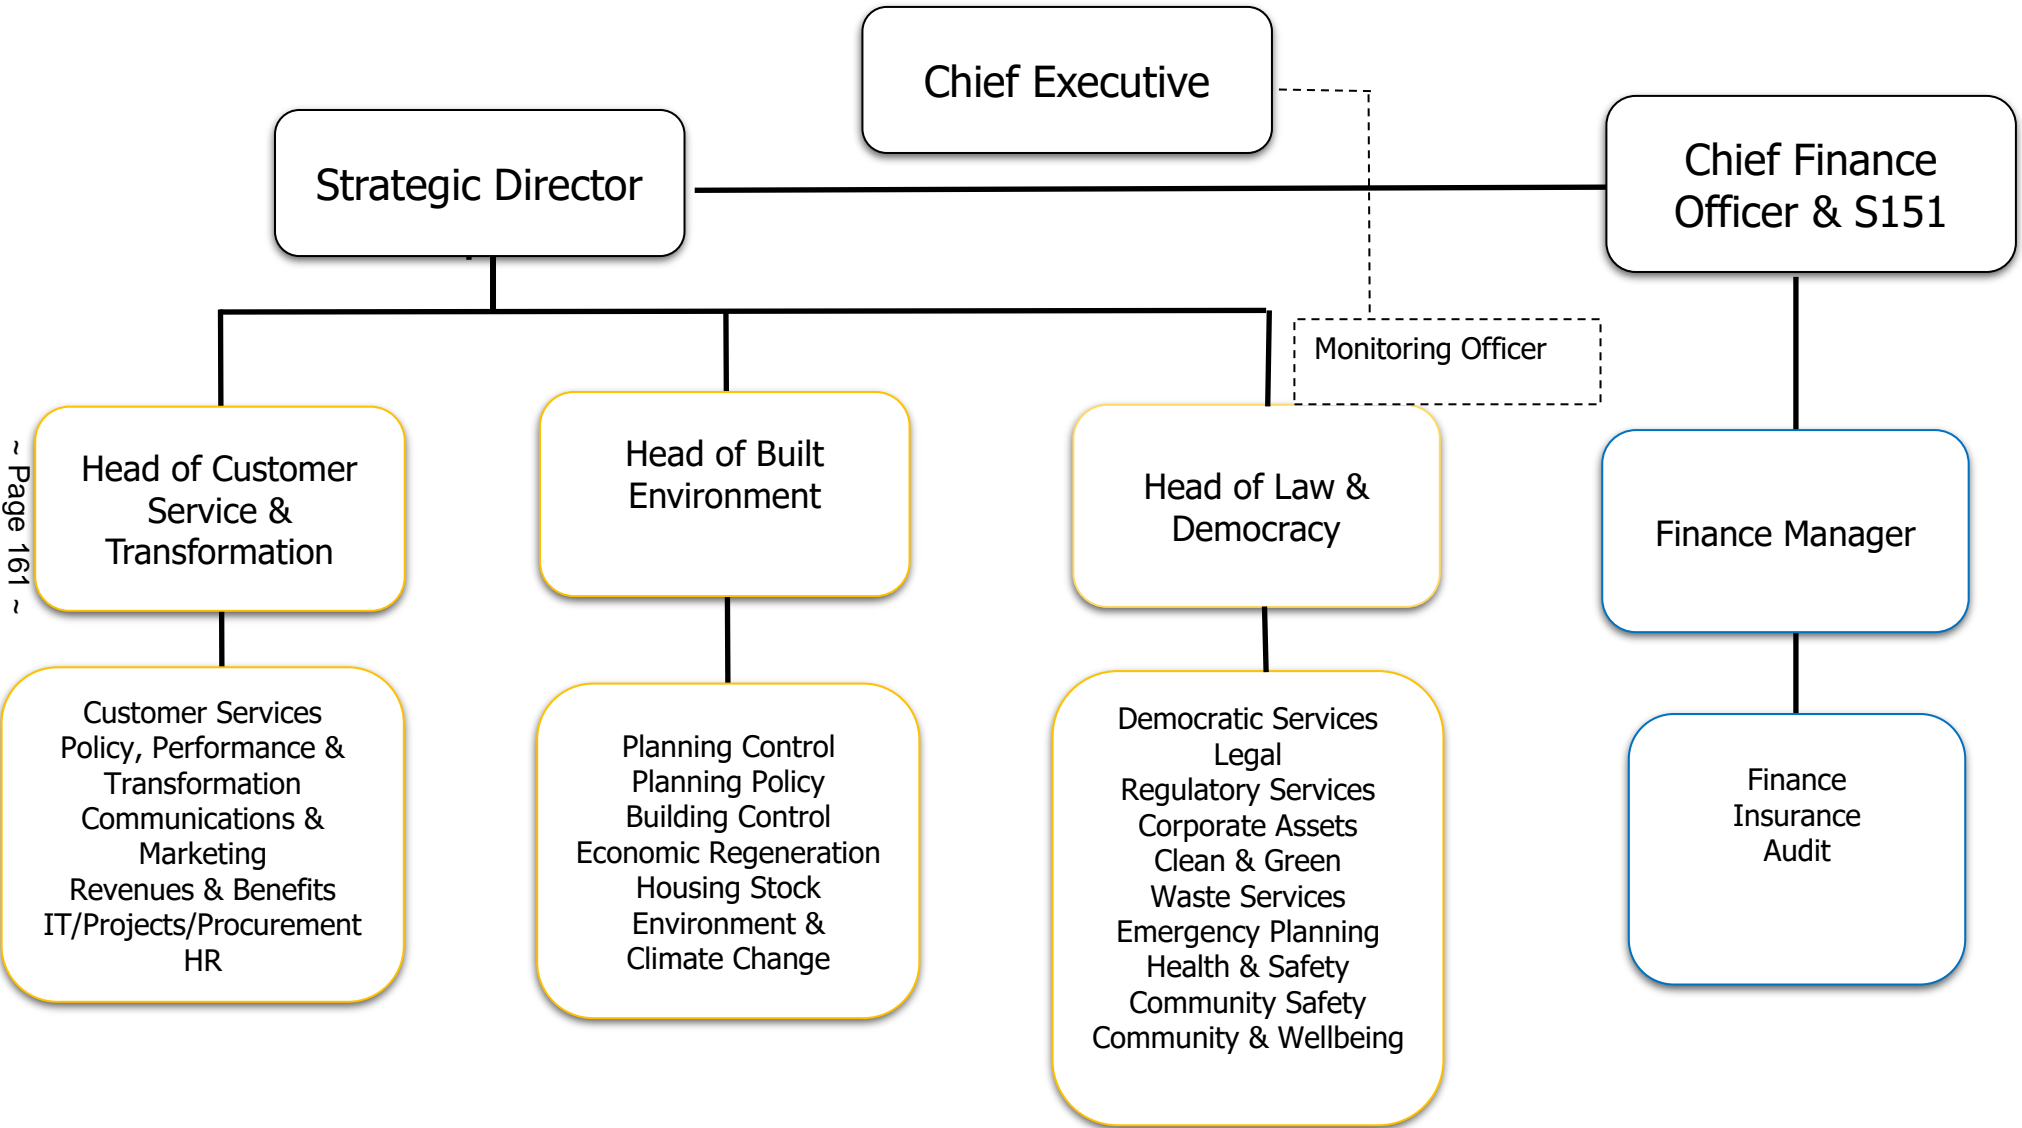 Chief Executive
Strategic Director
Chief Finance
Officer & S151
Monitoring Officer
~ Page 161 ~
Head of Customer
Service &
Transformation
Head of Built
Environment
Head of Law &
Democracy
Finance Manager
Customer Services
Policy, Performance &
Transformation
Communications &
Marketing
Revenues & Benefits
IT/Projects/Procurement
HR
Planning Control
Planning Policy
Building Control
Economic Regeneration
Housing Stock
Environment &
Climate Change
Democratic Services
Legal
Regulatory Services
Corporate Assets
Clean & Green
Waste Services
Emergency Planning
Health & Safety
Community Safety
Community & Wellbeing
Finance
Insurance
Audit